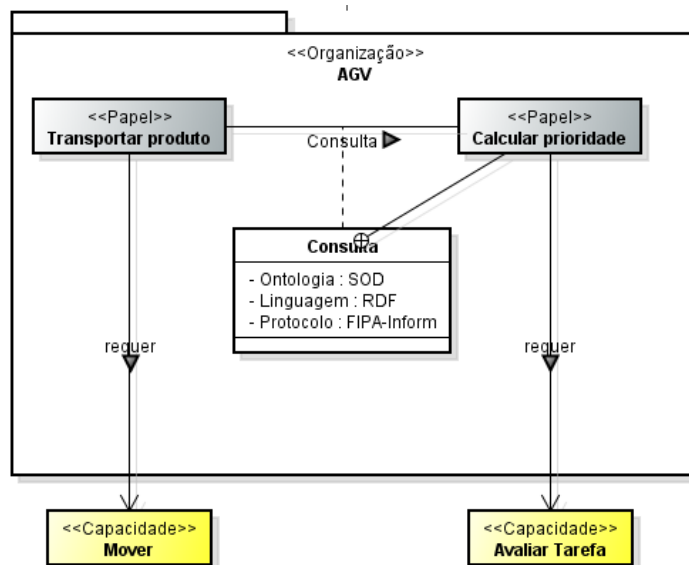 <<Organização>>
AGV
<<Papel>>
Transportar produto
<<Papel>>
Calcular prioridade
Consulta
Consulta
- Ontologia : SOD
- Linguagem : RDF
- Protocolo : FIPA-Inform
requer
requer
<<Capacidade>>
Mover
<<Capacidade>>
Avaliar Tarefa